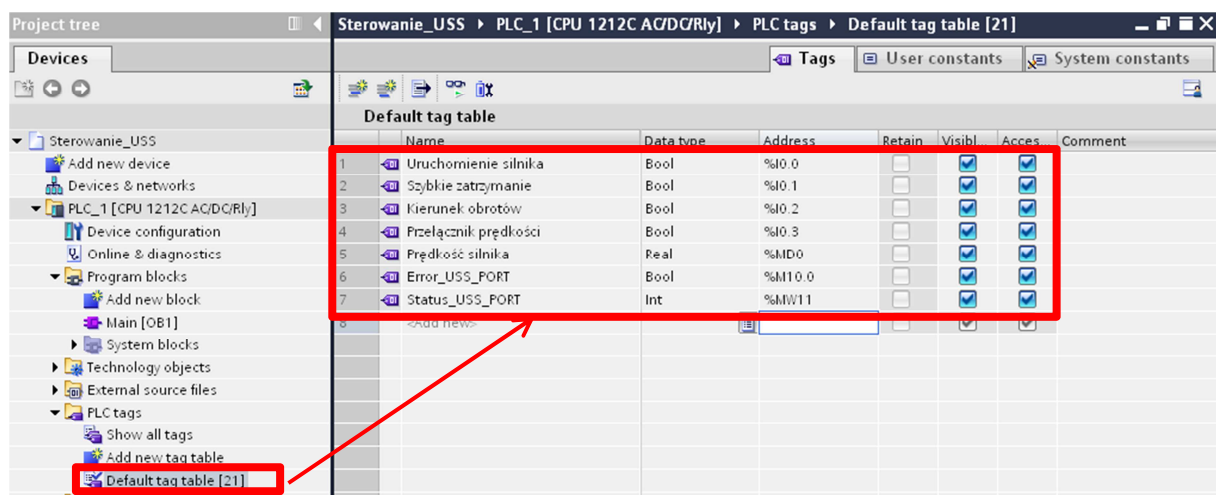 Project tree
Sterowanie_USS ▸ PLC_1 [CPU 1212C AC/DC/Rly] ▸ PLC tags ▸ Default tag table [21]
Devices
Tags User constants System constants
Default tag table
Name Data type Address Retain Visibl... Acces... Comment
Sterowanie_USS
Add new device
Devices & networks
PLC_1 [CPU 1212C AC/DC/Rly]
Device configuration
Online & diagnostics
Program blocks
Add new block
Main [OB1]
System blocks
Technology objects
External source files
PLC tags
Show all tags
Add new tag table
Default tag table [21]
1 Uruchomienie silnika Bool %I0.0
2 Szybkie zatrzymanie Bool %I0.1
3 Kierunek obrotów Bool %I0.2
4 Przełącznik prędkości Bool %I0.3
5 Prędkość silnika Real %MD0
6 Error_USS_PORT Bool %M10.0
7 Status_USS_PORT Int %MW11
8 <Add new>